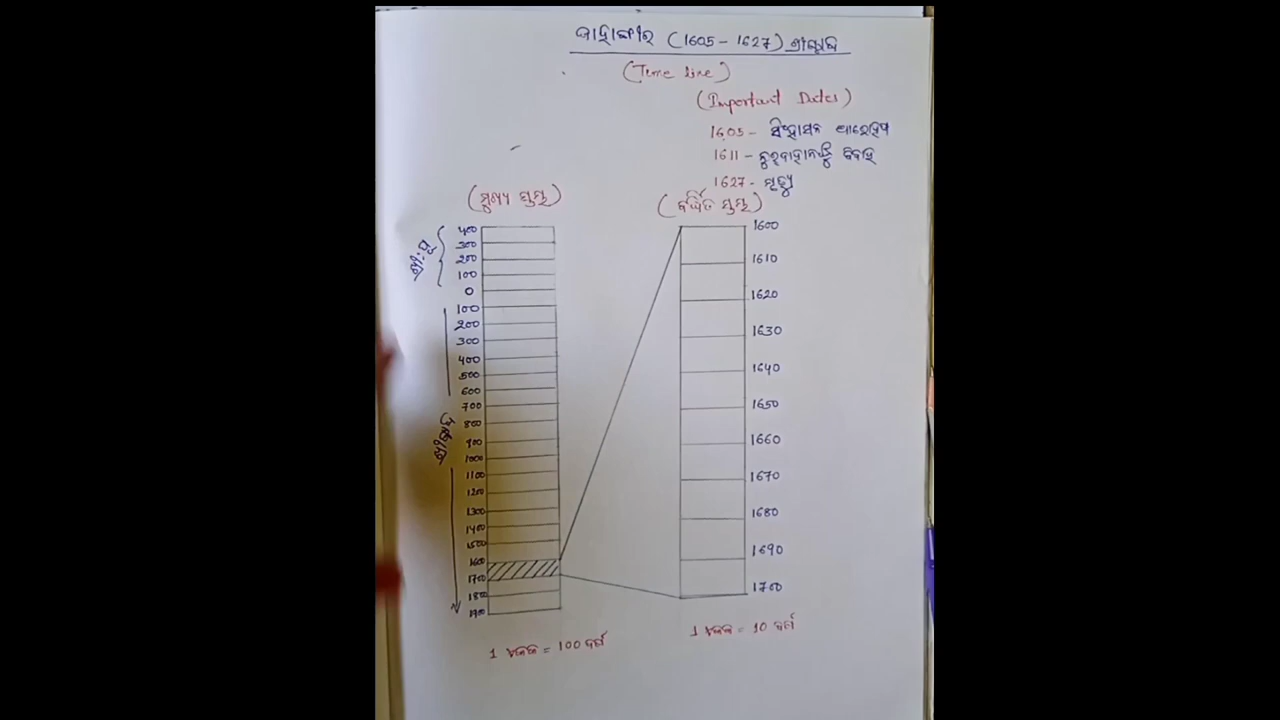 ଜାହାଙ୍ଗୀର (1605 - 1627) ଖ୍ରୀଷ୍ଟାବ୍ଦ
(Time line)
(Important Dates)
1605 - ସିଂହାସନ ଆରୋହଣ
1611 - ନୁରଜାହାନଙ୍କୁ ବିବାହ
1627 - ମୃତ୍ୟୁ
(ମୁଖ୍ୟ ସ୍ତମ୍ଭ)
(ବର୍ଦ୍ଧିତ ସ୍ତମ୍ଭ)
ଖ୍ରୀ:ପୂ
400
300
200
100
0
100
200
300
400
500
600
700
800
900
1000
1100
1200
1300
1400
1500
1600
1700
1800
1900
ଖ୍ରୀଷ୍ଟାବ୍ଦ
1600
1610
1620
1630
1640
1650
1660
1670
1680
1690
1700
1 ଏକକ = 100 ବର୍ଷ
1 ଏକକ = 10 ବର୍ଷ